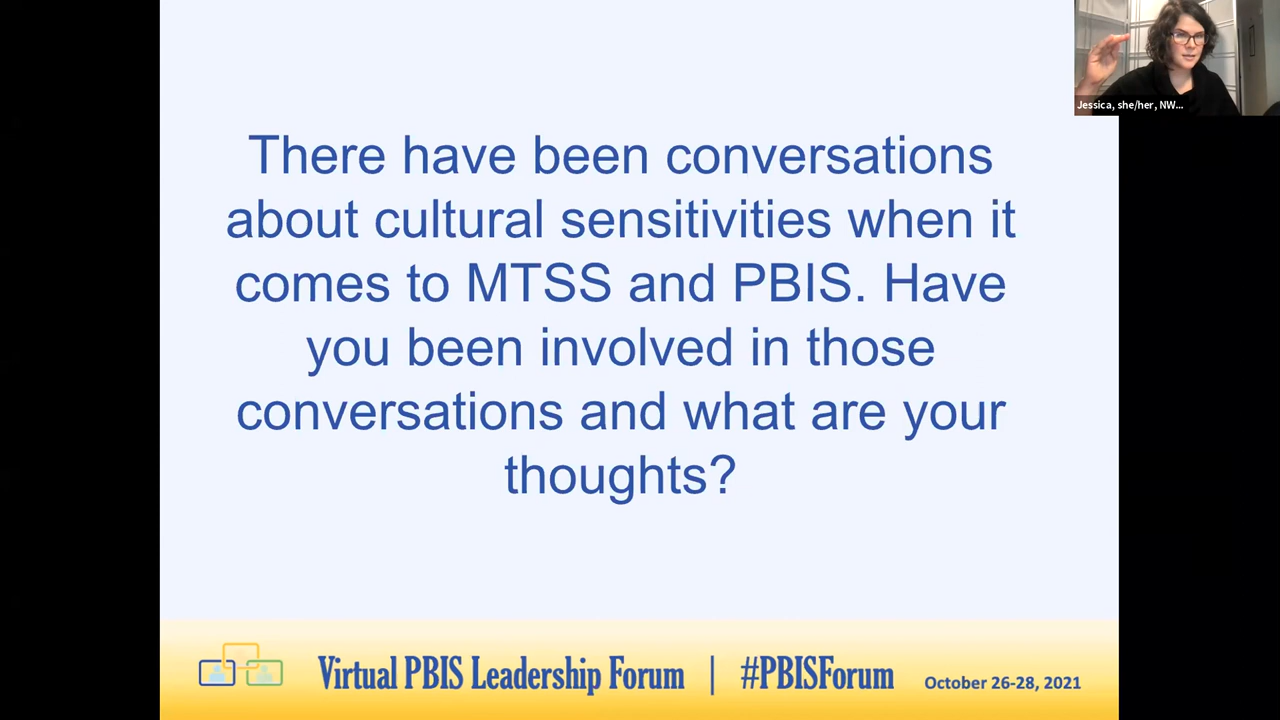 Jessica, she/her, NW...
There have been conversations
about cultural sensitivities when it
comes to MTSS and PBIS. Have
you been involved in those
conversations and what are your
thoughts?
Virtual PBIS Leadership Forum | #PBISForum October 26-28, 2021